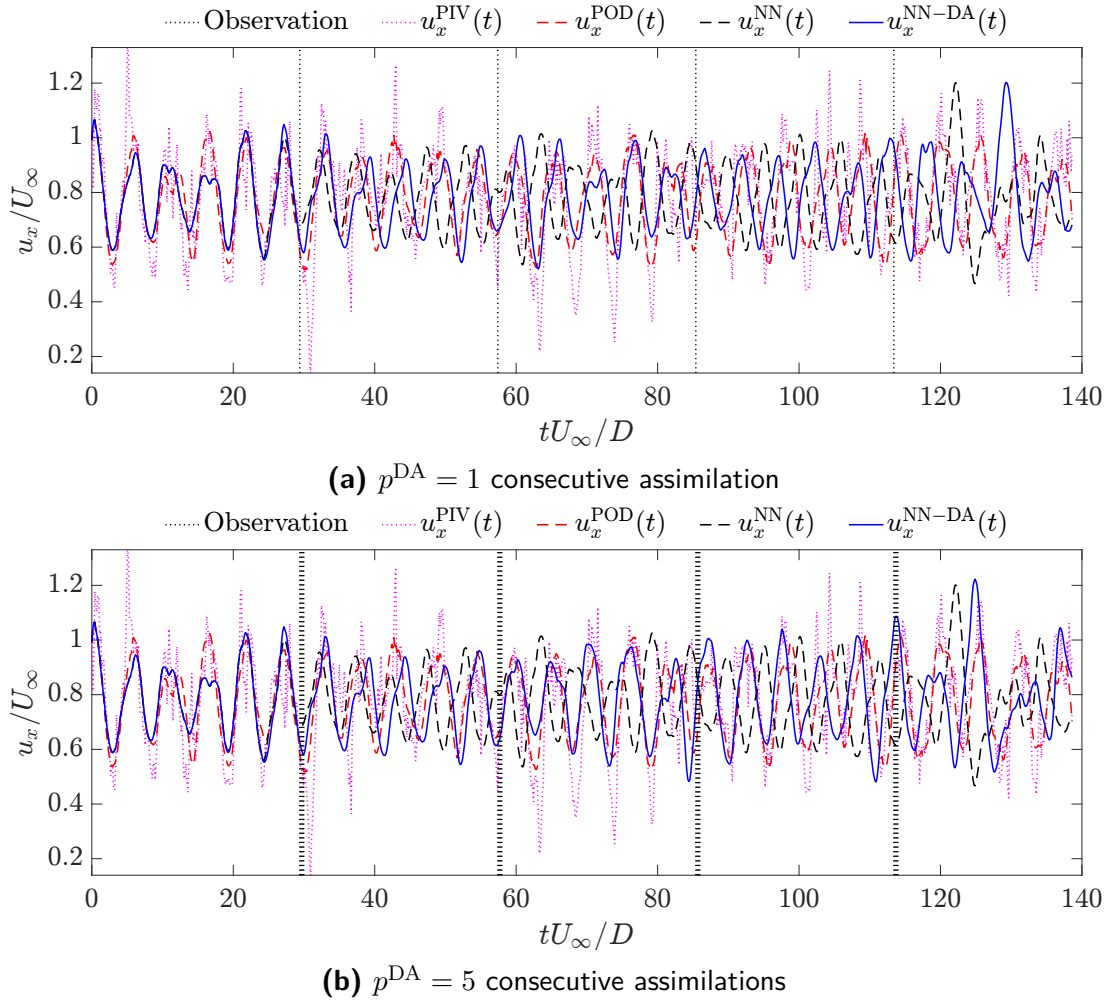 Observation u_x^PIV(t) u_x^POD(t) u_x^NN(t) u_x^NN−DA(t)
1.2
1
0.8
0.6
0.4
0.2
u_x/U_∞
0 20 40 60 80 100 120 140
tU_∞/D
(a) p^DA = 1 consecutive assimilation
Observation u_x^PIV(t) u_x^POD(t) u_x^NN(t) u_x^NN−DA(t)
1.2
1
0.8
0.6
0.4
0.2
u_x/U_∞
0 20 40 60 80 100 120 140
tU_∞/D
(b) p^DA = 5 consecutive assimilations